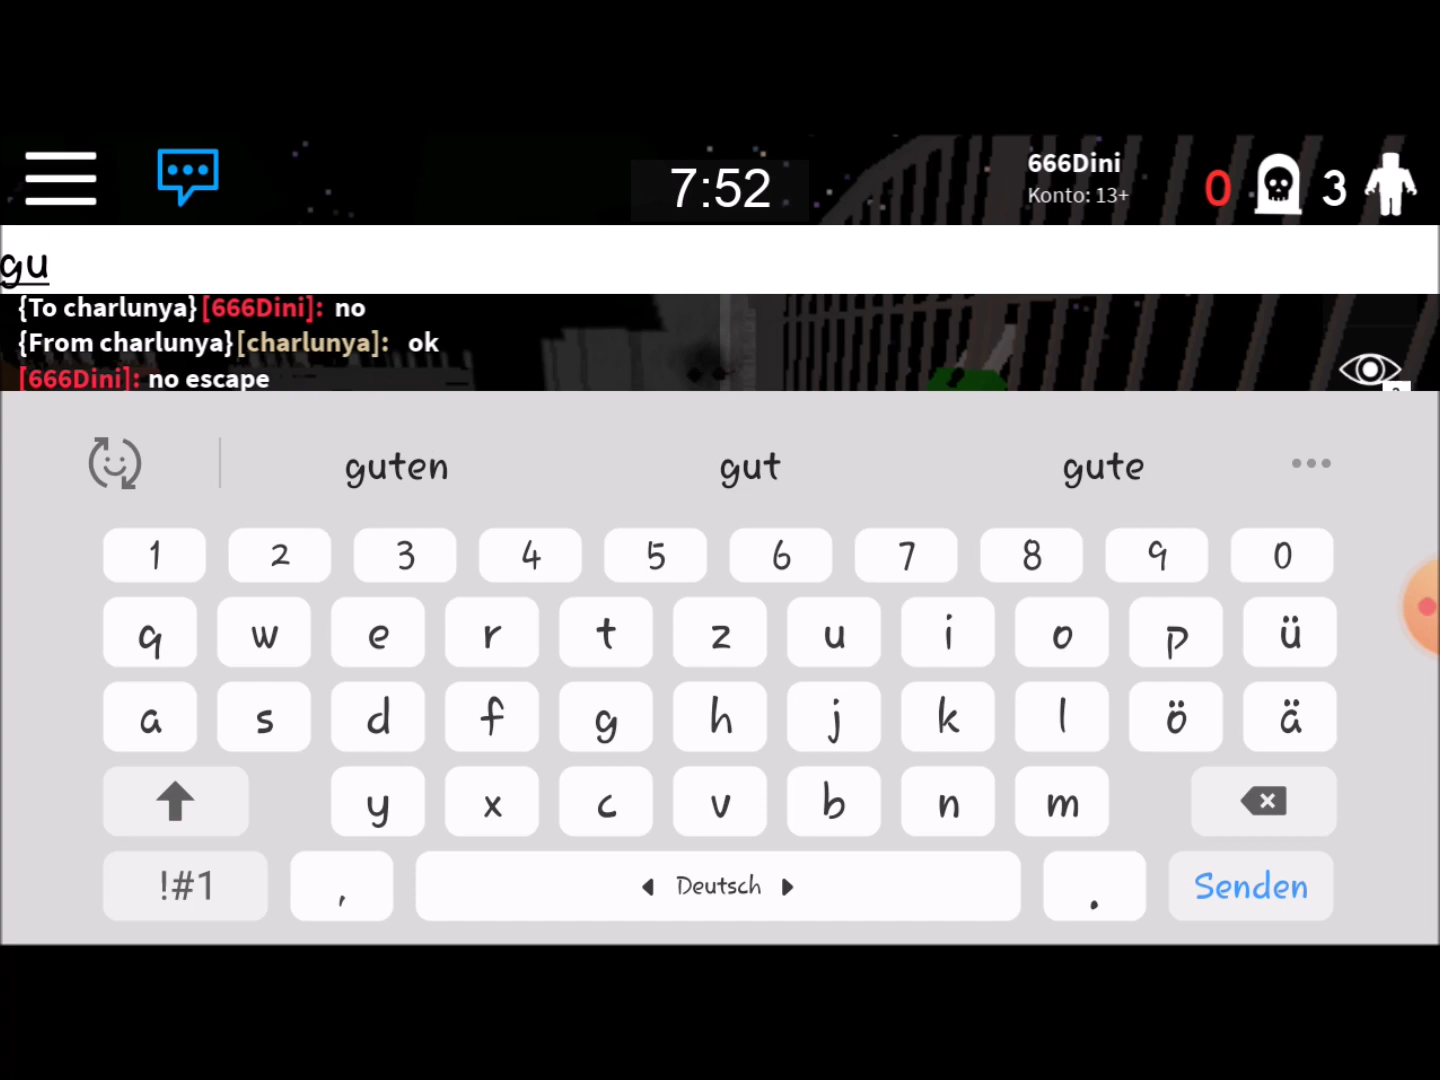 7:52
666Dini
Konto: 13+
0 3
gu
{To charlunya}[666Dini]: no
{From charlunya}[charlunya]: ok
[666Dini]: no escape
guten gut gute
1 2 3 4 5 6 7 8 9 0
q w e r t z u i o p ü
a s d f g h j k l ö ä
y x c v b n m
!#1 , Deutsch . Senden